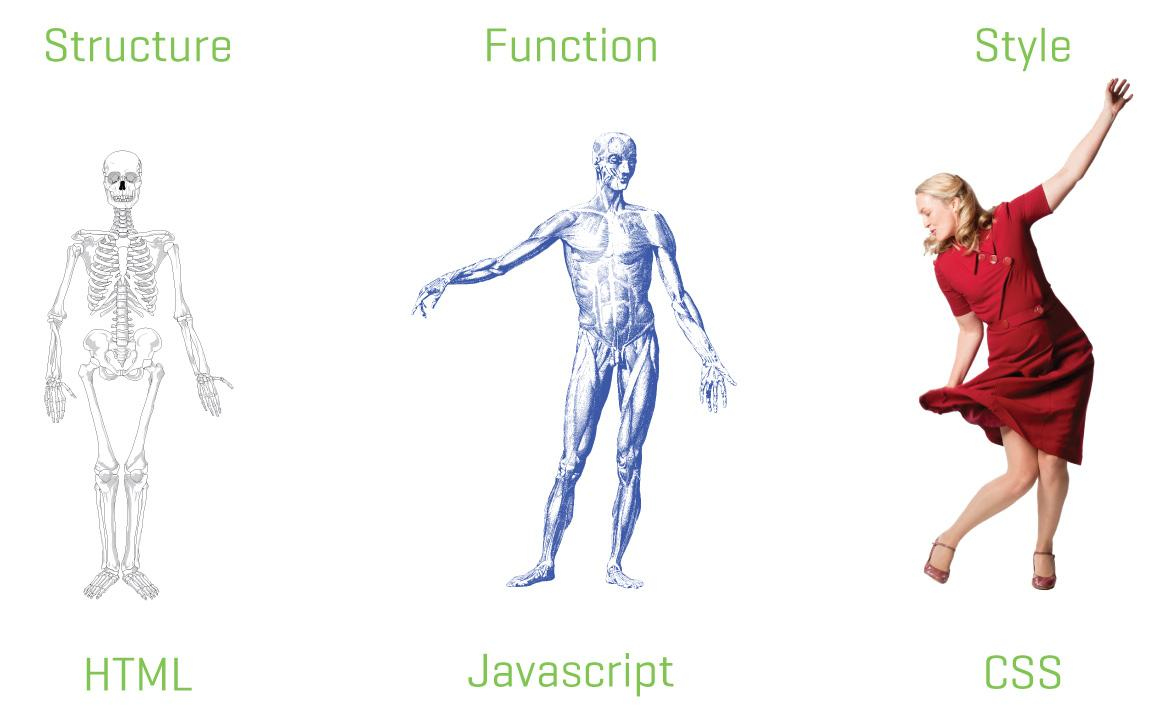 Structure
Function
Style
HTML
Javascript
CSS